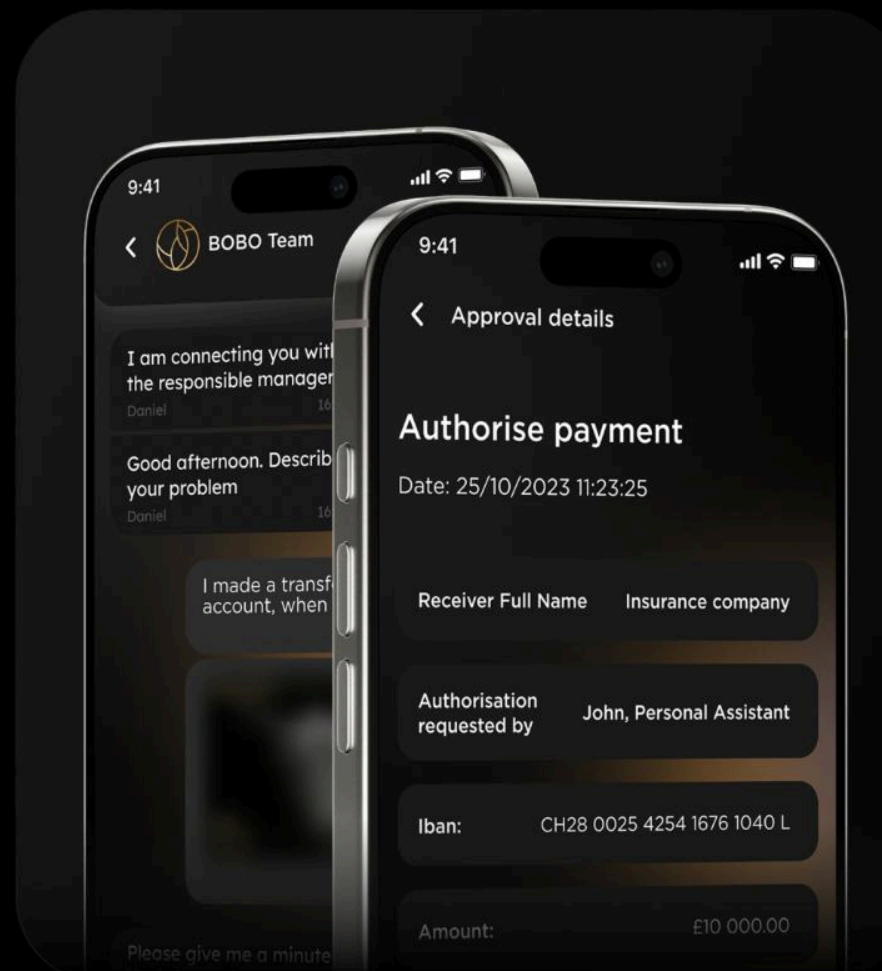 9:41
BOBO Team
I am connecting you with
the responsible manager
Daniel
16
Good afternoon. Describ
your problem
Daniel
16
I made a transf
account, when
Please give me a minute
9:41
Approval details
Authorise payment
Date: 25/10/2023 11:23:25
Receiver Full Name Insurance company
Authorisation
requested by John, Personal Assistant
Iban: CH28 0025 4254 1676 1040 L
Amount: £10 000.00